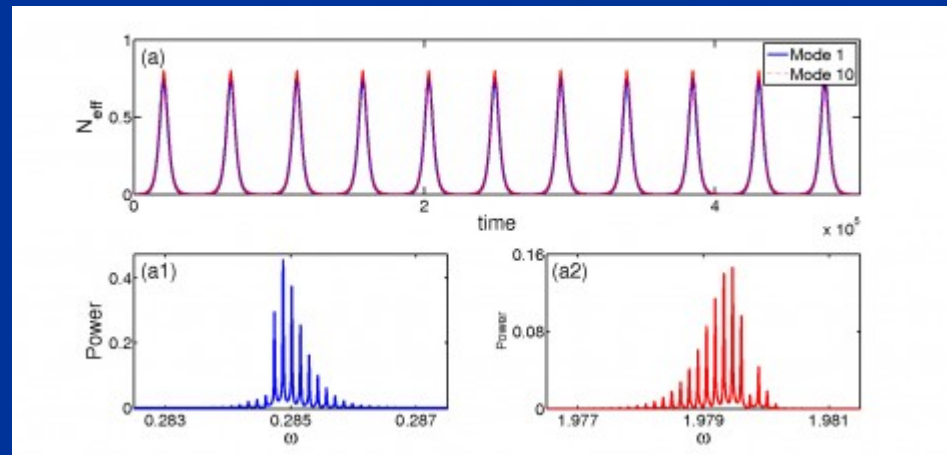 (a)
Mode 1
Mode 10
1
0.5
0
N_eff
0 2 4
time
x 10^5
(a1)
0.4
0.2
0
Power
0.283 0.285 0.287
ω
(a2)
0.16
0.08
0
Power
1.977 1.979 1.981
ω